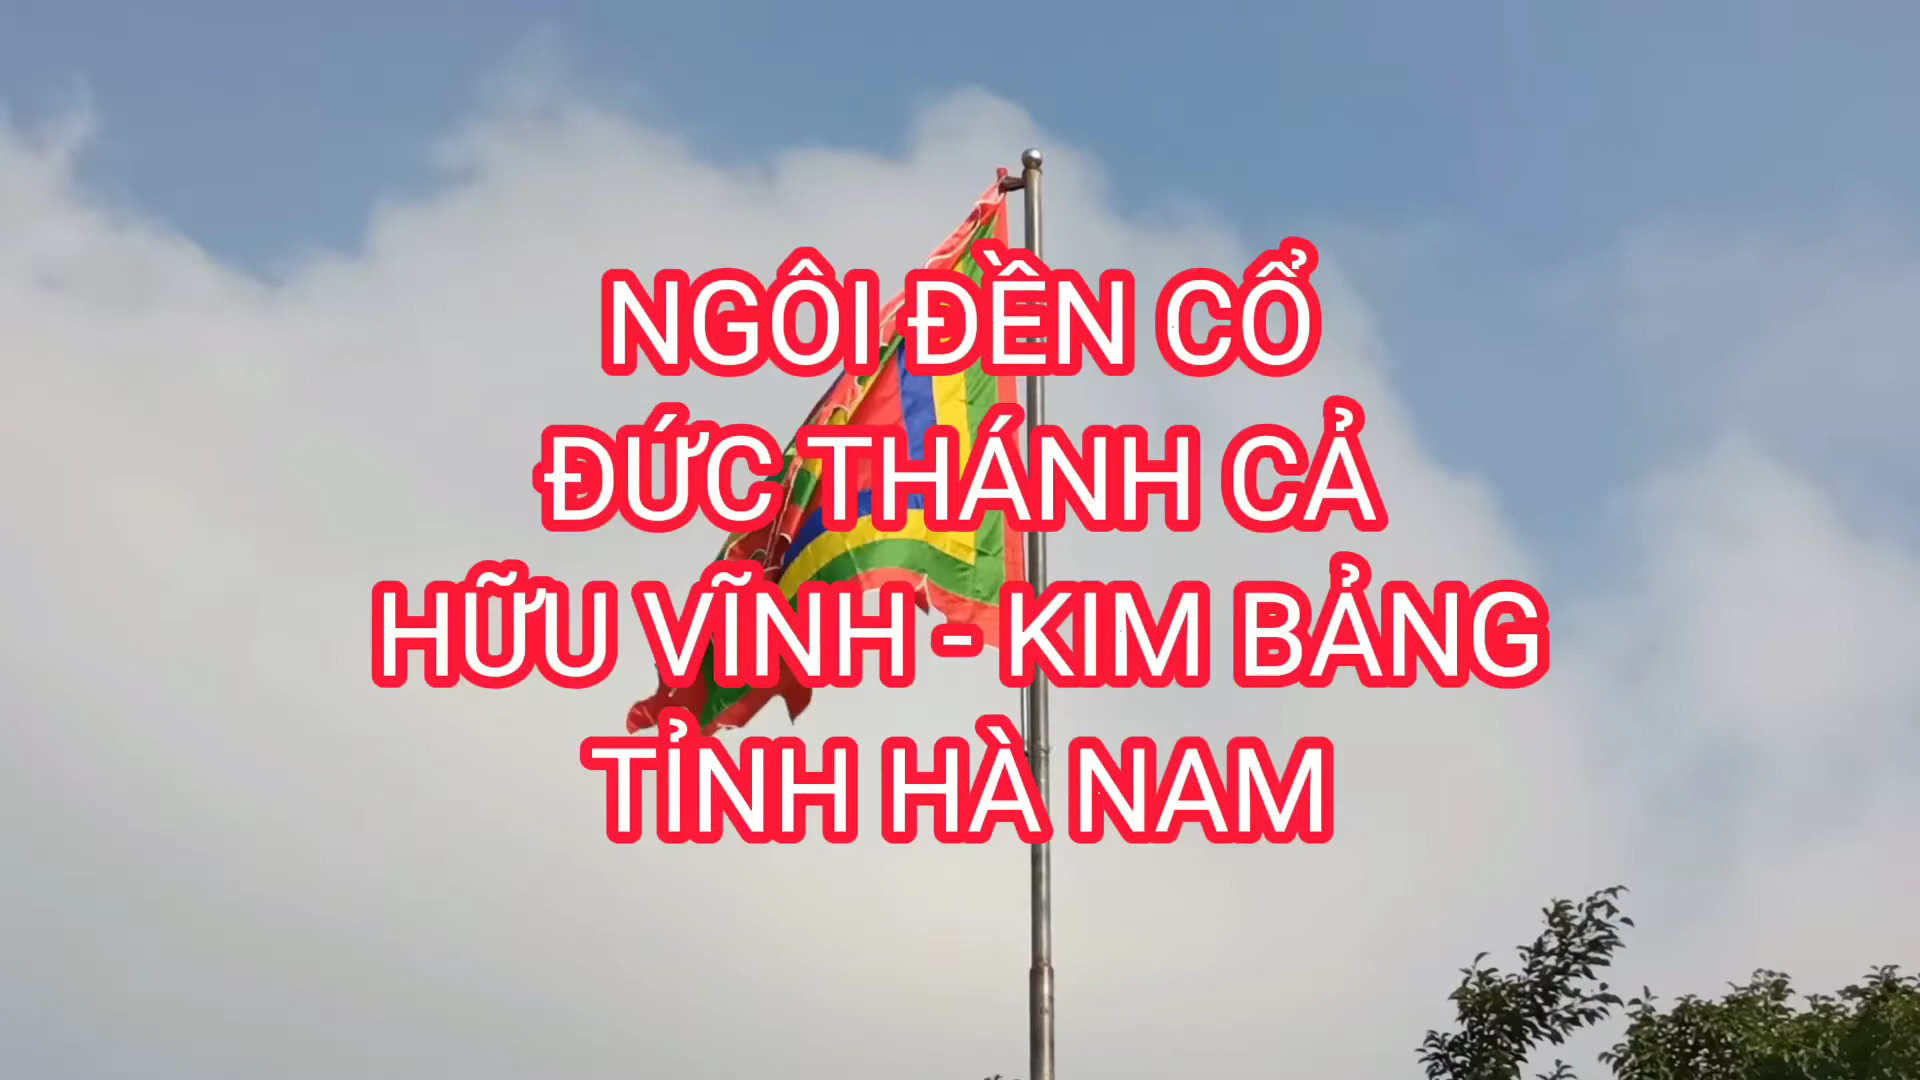 NGÔI ĐỀN CỔ
ĐỨC THÁNH CẢ
HỮU VĨNH - KIM BẢNG
TỈNH HÀ NAM